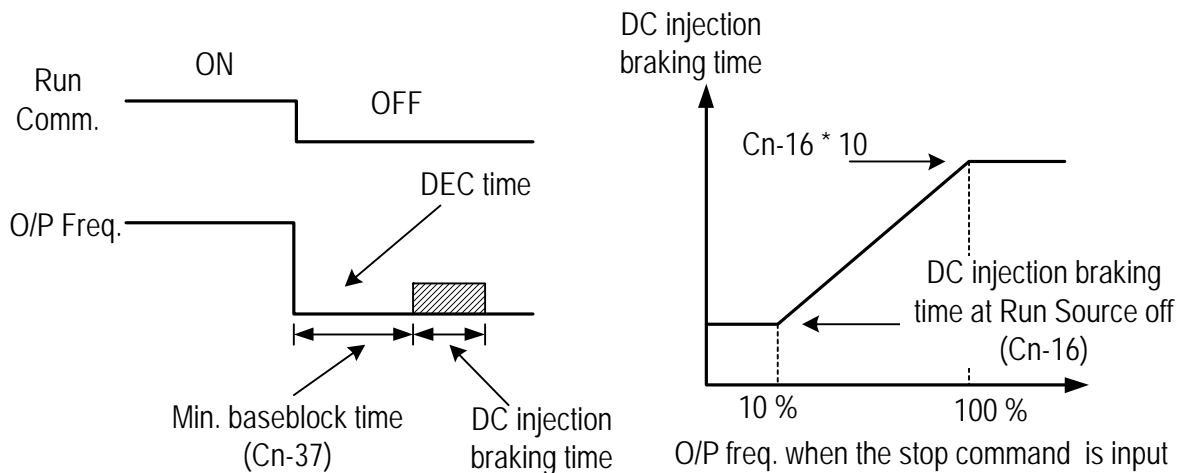 ON
Run
Comm.
OFF
DEC time
O/P Freq.
Min. baseblock time
(Cn-37)
DC injection
braking time
DC injection
braking time
Cn-16 * 10
DC injection braking
time at Run Source off
(Cn-16)
10 %
100 %
O/P freq. when the stop command is input